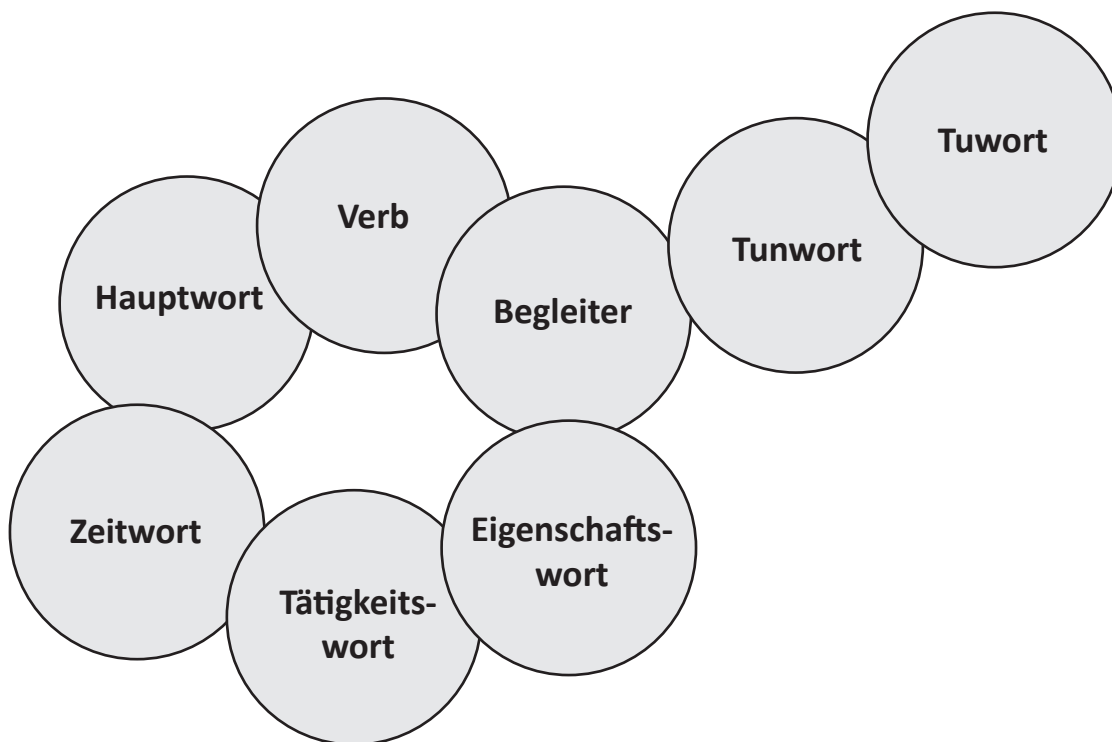 Tuwort
Verb
Tunwort
Hauptwort
Begleiter
Zeitwort
Eigenschafts-
wort
Tätigkeits-
wort